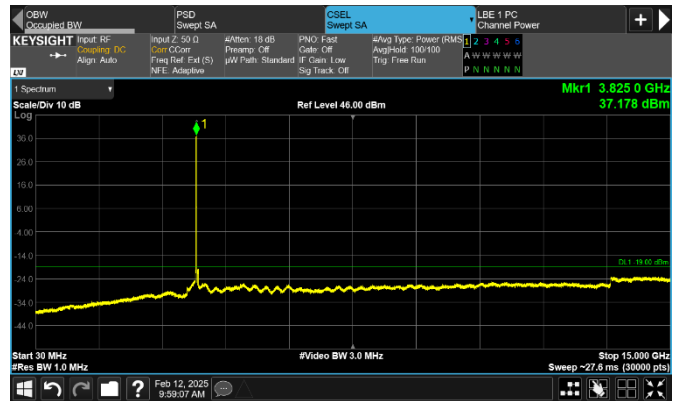 OBW
Occupied BW
PSD
Swept SA
CSEL
Swept SA
LBE 1 PC
Channel Power
KEYSIGHT
Input: RF
Coupling: DC
Align: Auto
LXI
Input Z: 50 Ω
Corr CCorr
Freq Ref: Ext (S)
NFE: Adaptive
#Atten: 18 dB
Preamp: Off
µW Path: Standard
PNO: Fast
Gate: Off
IF Gain: Low
Sig Track: Off
#Avg Type: Power (RMS
Avg|Hold: 100/100
Trig: Free Run
1 2 3 4 5 6
A W W W W W
P N N N N N
1 Spectrum
Scale/Div 10 dB
Log
Ref Level 46.00 dBm
Mkr1 3.825 0 GHz
37.178 dBm
1
36.0
26.0
16.0
6.00
-4.00
-14.0
-24.0
-34.0
-44.0
DL1 -19.00 dBm
Start 30 MHz
#Res BW 1.0 MHz
#Video BW 3.0 MHz
Stop 15.000 GHz
Sweep ~27.6 ms (30000 pts)
?
Feb 12, 2025
9:59:07 AM